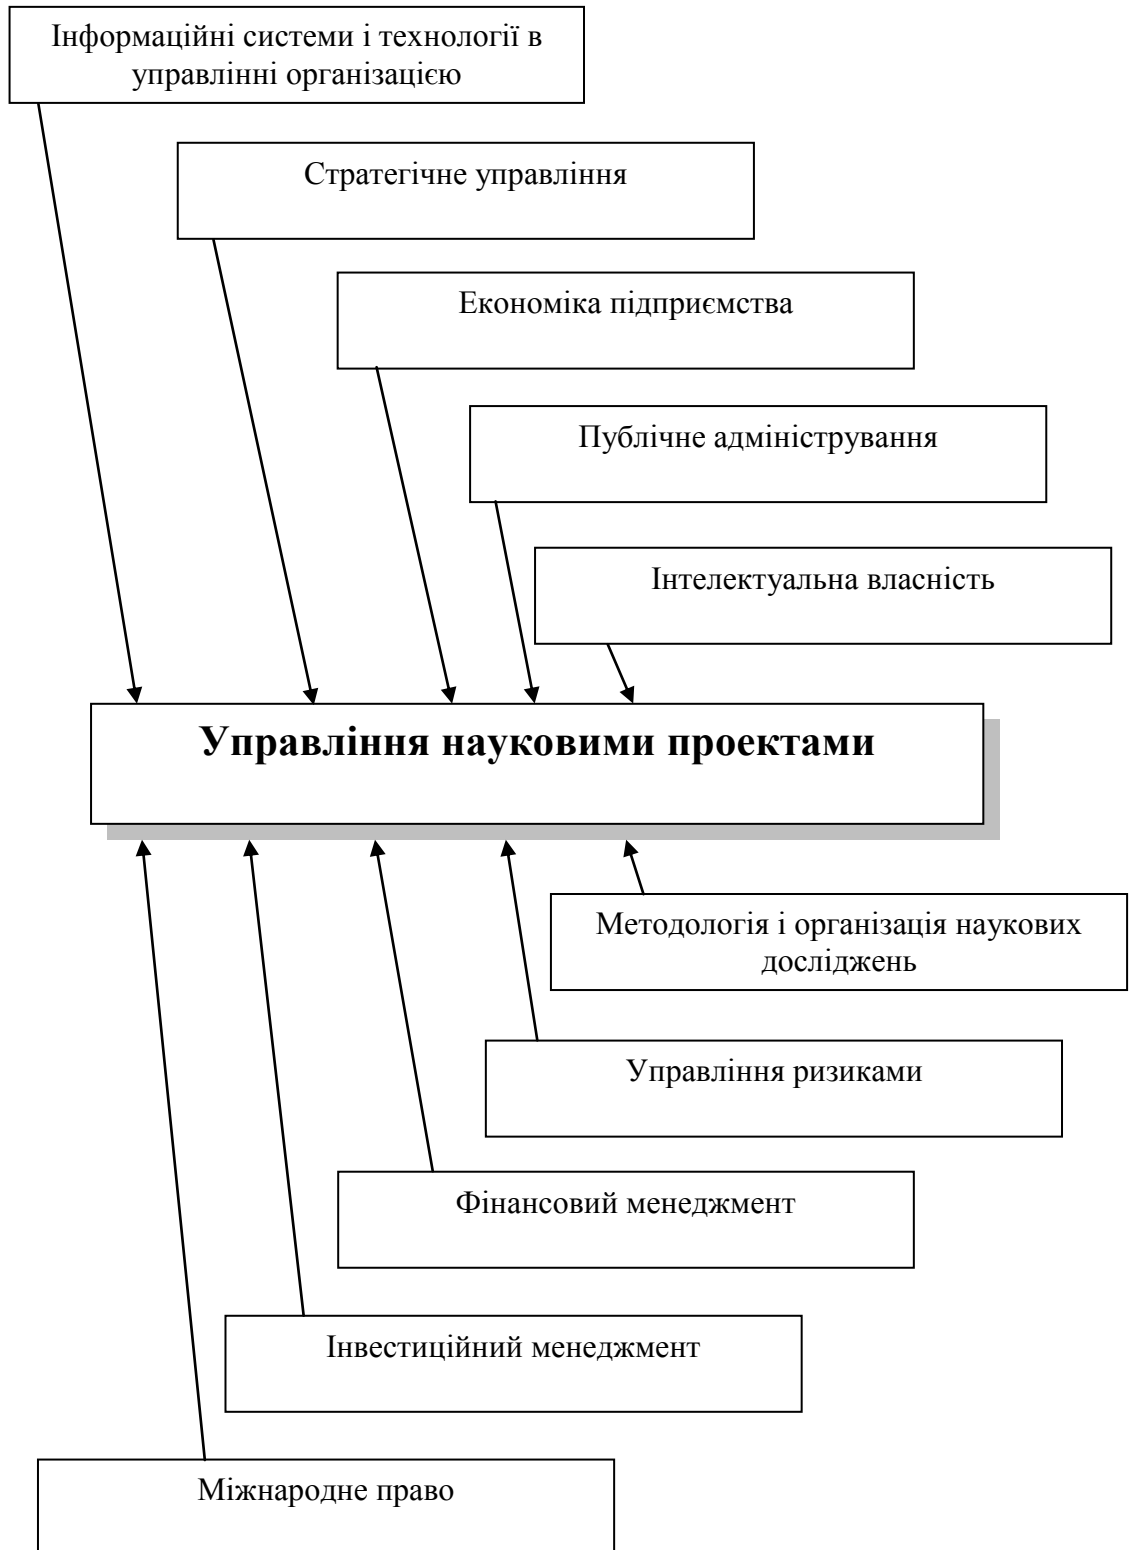 Інформаційні системи і технології в
управлінні організацією
Стратегічне управління
Економіка підприємства
Публічне адміністрування
Інтелектуальна власність
Управління науковими проектами
Методологія і організація наукових
досліджень
Управління ризиками
Фінансовий менеджмент
Інвестиційний менеджмент
Міжнародне право